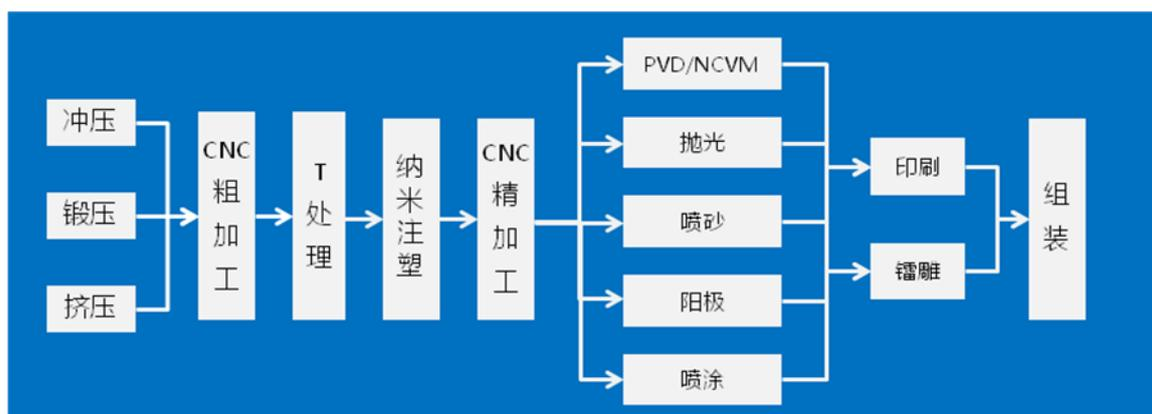 冲压
锻压
挤压
CNC
粗加工
T
处理
纳米注塑
CNC
精加工
PVD/NCVM
抛光
喷砂
阳极
喷涂
印刷
镭雕
组装